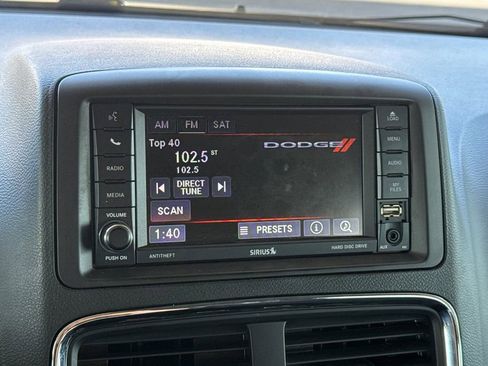 AM FM SAT
Top 40
102.5 ST
102.5
DODGE
DIRECT
TUNE
SCAN
1:40
PRESETS
RADIO
MEDIA
VOLUME
PUSH ON
LOAD
MENU
AUDIO
MY
FILES
AUX
ANTITHEFT
SIRIUS
HARD DISC DRIVE